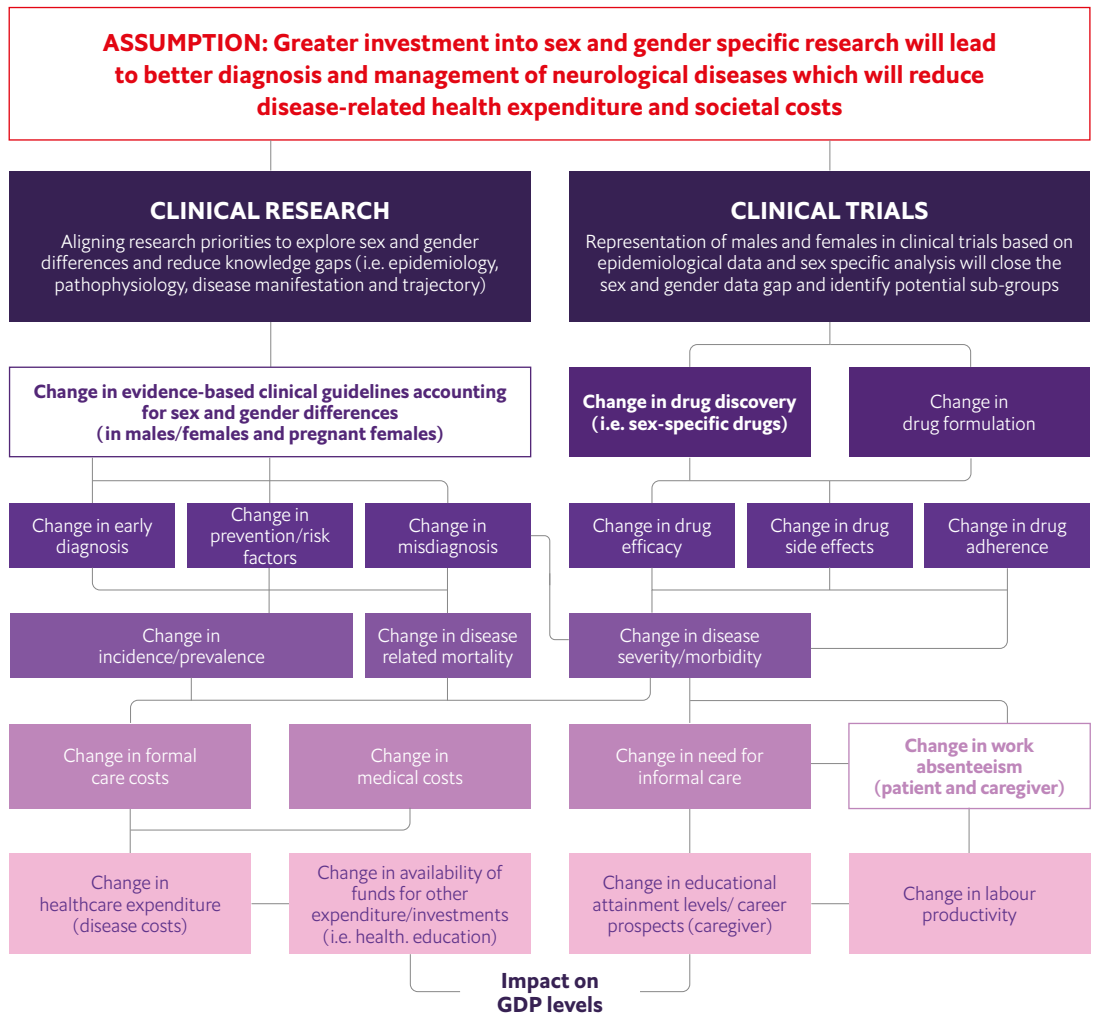 ASSUMPTION: Greater investment into sex and gender specific research will lead
to better diagnosis and management of neurological diseases which will reduce
disease-related health expenditure and societal costs
CLINICAL RESEARCH
Aligning research priorities to explore sex and gender
differences and reduce knowledge gaps (i.e. epidemiology,
pathophysiology, disease manifestation and trajectory)
CLINICAL TRIALS
Representation of males and females in clinical trials based on
epidemiological data and sex specific analysis will close the
sex and gender data gap and identify potential sub-groups
Change in evidence-based clinical guidelines accounting
for sex and gender differences
(in males/females and pregnant females)
Change in drug discovery
(i.e. sex-specific drugs)
Change in
drug formulation
Change in early
diagnosis
Change in
prevention/risk
factors
Change in
misdiagnosis
Change in drug
efficacy
Change in drug
side effects
Change in drug
adherence
Change in
incidence/prevalence
Change in disease
related mortality
Change in disease
severity/morbidity
Change in formal
care costs
Change in
medical costs
Change in need for
informal care
Change in work
absenteeism
(patient and caregiver)
Change in
healthcare expenditure
(disease costs)
Change in availability of
funds for other
expenditure/investments
(i.e. health. education)
Change in educational
attainment levels/ career
prospects (caregiver)
Change in labour
productivity
Impact on
GDP levels